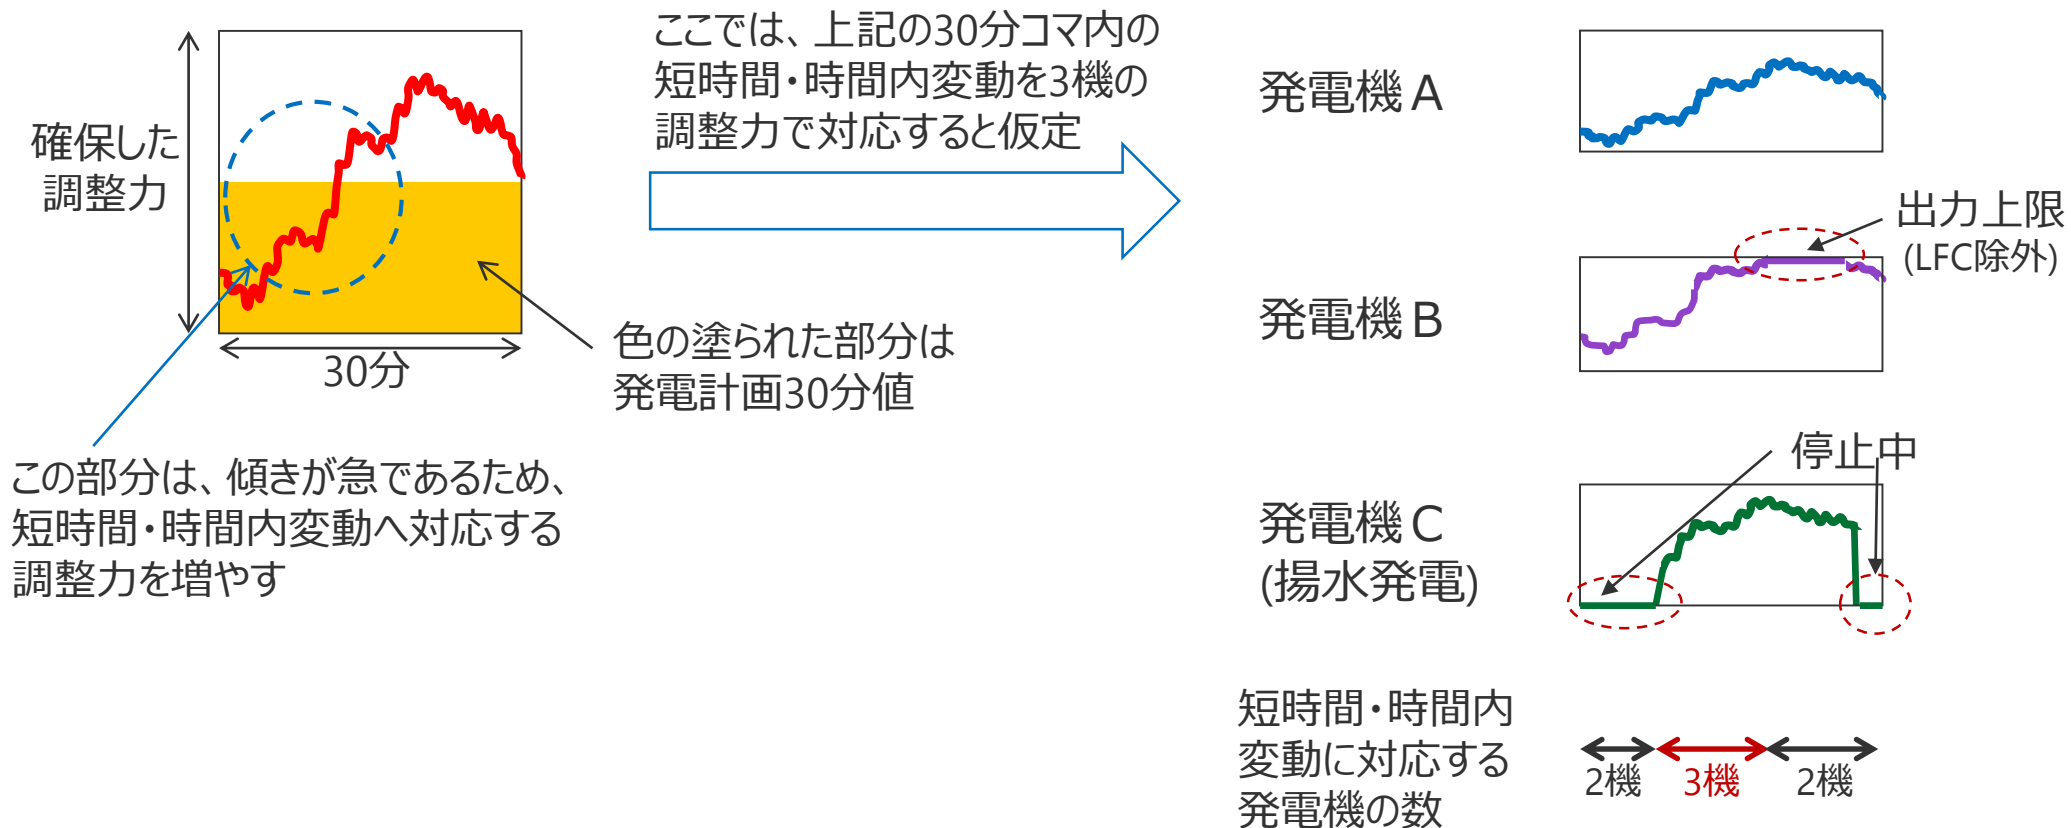 確保した
調整力
30分
ここでは、上記の30分コマ内の
短時間・時間内変動を3機の
調整力で対応すると仮定
色の塗られた部分は
発電計画30分値
この部分は、傾きが急であるため、
短時間・時間内変動へ対応する
調整力を増やす
発電機A
発電機B
出力上限
(LFC除外)
停止中
発電機C
(揚水発電)
短時間・時間内
変動に対応する
発電機の数
2機
3機
2機